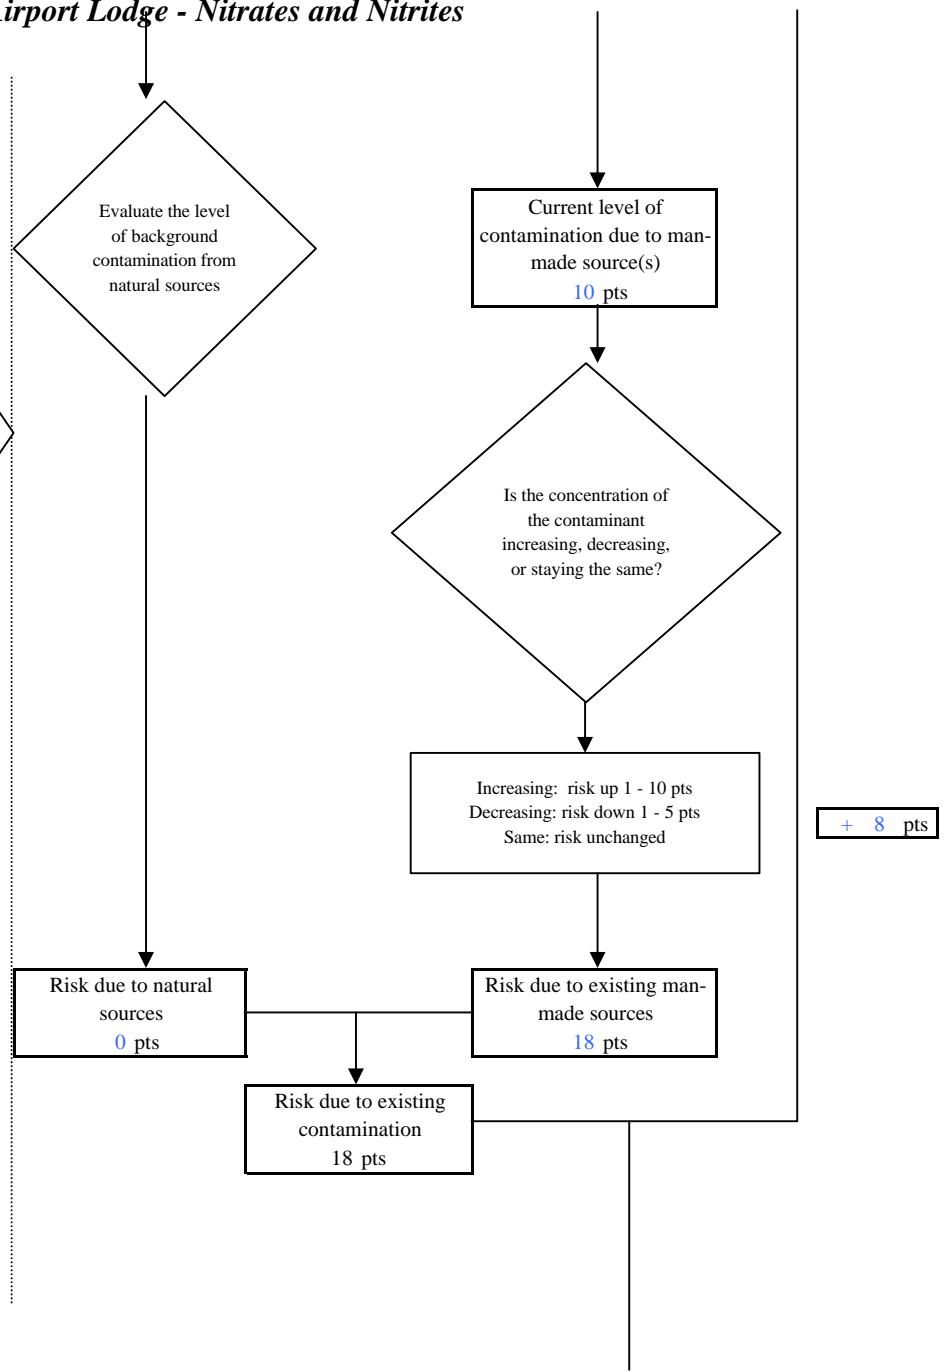 irport Lodge - Nitrates and Nitrites
Evaluate the level
of background
contamination from
natural sources
Current level of
contamination due to man-
made source(s)
10 pts
Is the concentration of
the contaminant
increasing, decreasing,
or staying the same?
Increasing: risk up 1 - 10 pts
Decreasing: risk down 1 - 5 pts
Same: risk unchanged
+ 8 pts
Risk due to natural
sources
0 pts
Risk due to existing man-
made sources
18 pts
Risk due to existing
contamination
18 pts